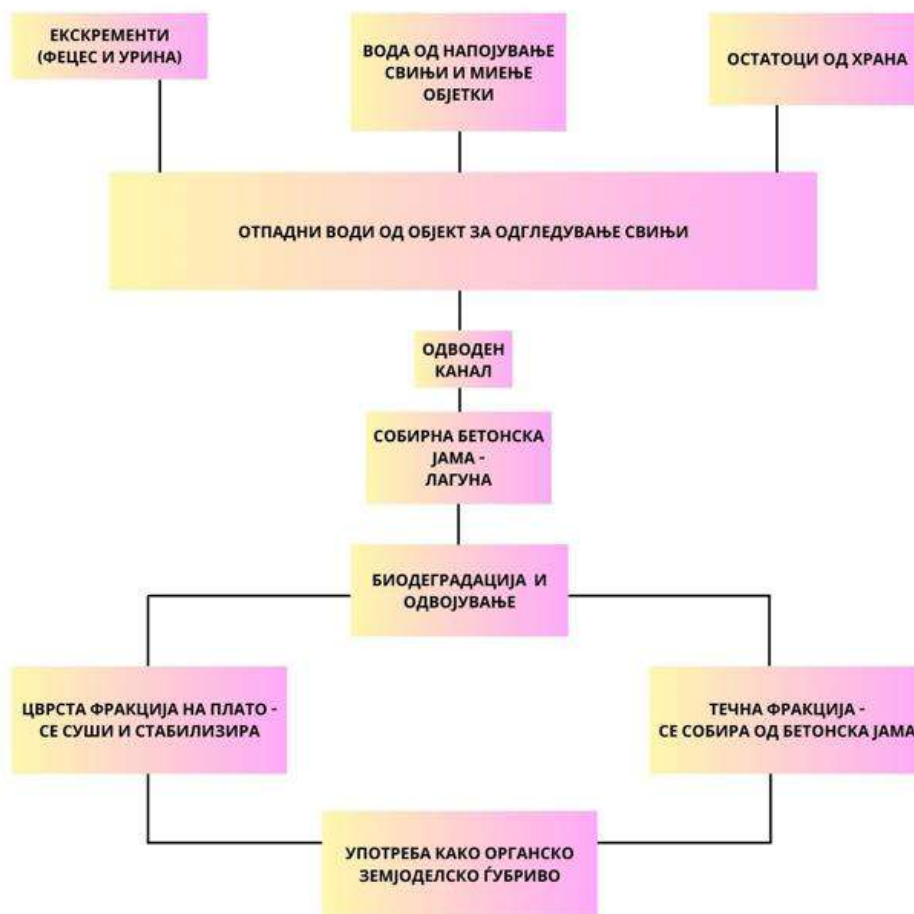 ЕКСКРЕМЕНТИ
(ФЕЦЕС И УРИНА)
ВОДА ОД НАПОЈУВАЊЕ
СВИЊИ И МИЕЊЕ
ОБЈЕТКИ
ОСТАТОЦИ ОД ХРАНА
ОТПАДНИ ВОДИ ОД ОБЈЕКТ ЗА ОДГЛЕДУВАЊЕ СВИЊИ
ОДВОДЕН
КАНАЛ
СОБИРНА БЕТОНСКА
ЈАМА -
ЛАГУНА
БИОДЕГРАДАЦИЈА И
ОДВОЈУВАЊЕ
ЦВРСТА ФРАКЦИЈА НА ПЛАТО -
СЕ СУШИ И СТАБИЛИЗИРА
ТЕЧНА ФРАКЦИЈА -
СЕ СОБИРА ОД БЕТОНСКА ЈАМА
УПОТРЕБА КАКО ОРГАНСКО
ЗЕМЈОДЕЛСКО ЃУБРИВО